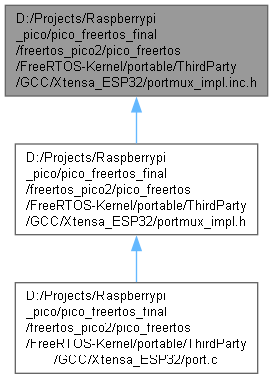 D:/Projects/Raspberrypi
_pico/pico_freertos_final
/freertos_pico2/pico_freertos
/FreeRTOS-Kernel/portable/ThirdParty
/GCC/Xtensa_ESP32/portmux_impl.inc.h
D:/Projects/Raspberrypi
_pico/pico_freertos_final
/freertos_pico2/pico_freertos
/FreeRTOS-Kernel/portable/ThirdParty
/GCC/Xtensa_ESP32/portmux_impl.h
D:/Projects/Raspberrypi
_pico/pico_freertos_final
/freertos_pico2/pico_freertos
/FreeRTOS-Kernel/portable/ThirdParty
/GCC/Xtensa_ESP32/port.c